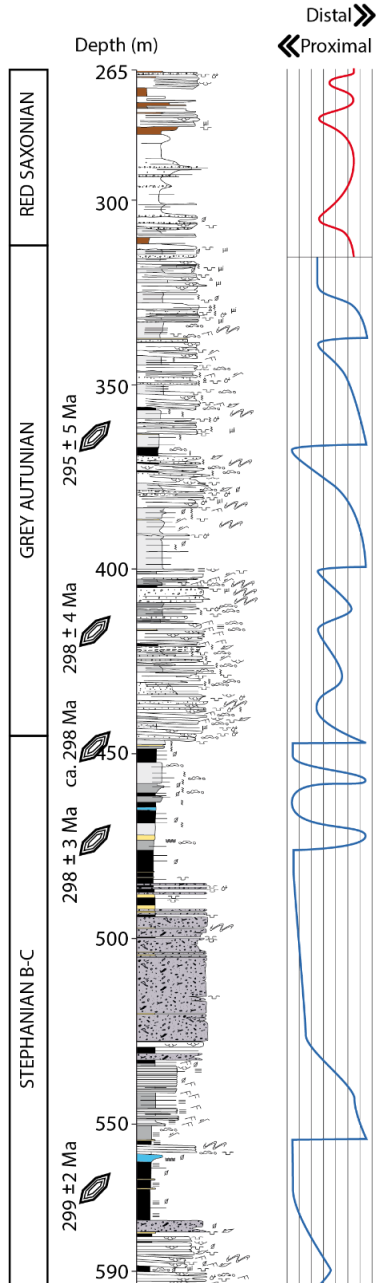 Distal
Depth (m)
Proximal
265
300
350
400
450
500
550
590
RED SAXONIAN
GREY AUTUNIAN
STEPHANIAN B-C
295 ± 5 Ma
298 ± 4 Ma
ca. 298 Ma
298 ± 3 Ma
299 ±2 Ma